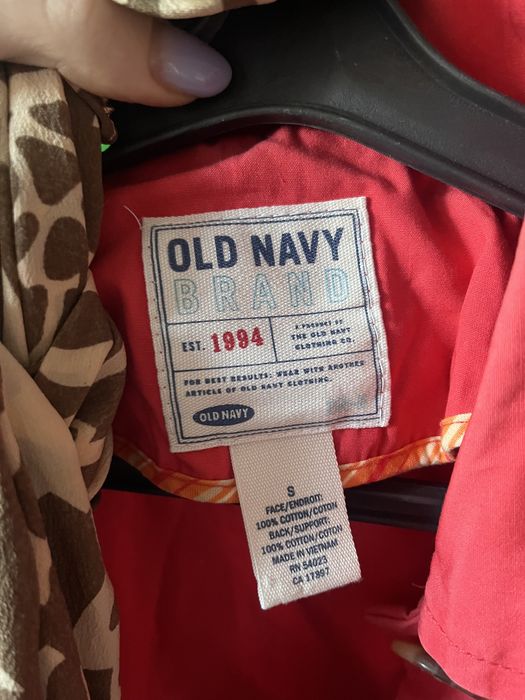 OLD NAVY
BRAND
EST. 1994
A PRODUCT OF
THE OLD NAVY
CLOTHING CO.
FOR BEST RESULTS: WEAR WITH ANOTHER
ARTICLE OF OLD NAVY CLOTHING.
OLD NAVY
S
FACE/ENDROIT:
100% COTTON/COTON
BACK/SUPPORT:
100% COTTON/COTON
MADE IN VIETNAM
RN 54023
CA 17897